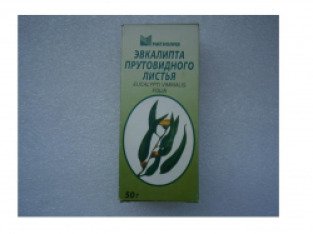 ЭВКАЛИПТА
ПРУТОВИДНОГО
ЛИСТЬЯ
EUCALYPTI VIMINALIS
FOLIA
50 г